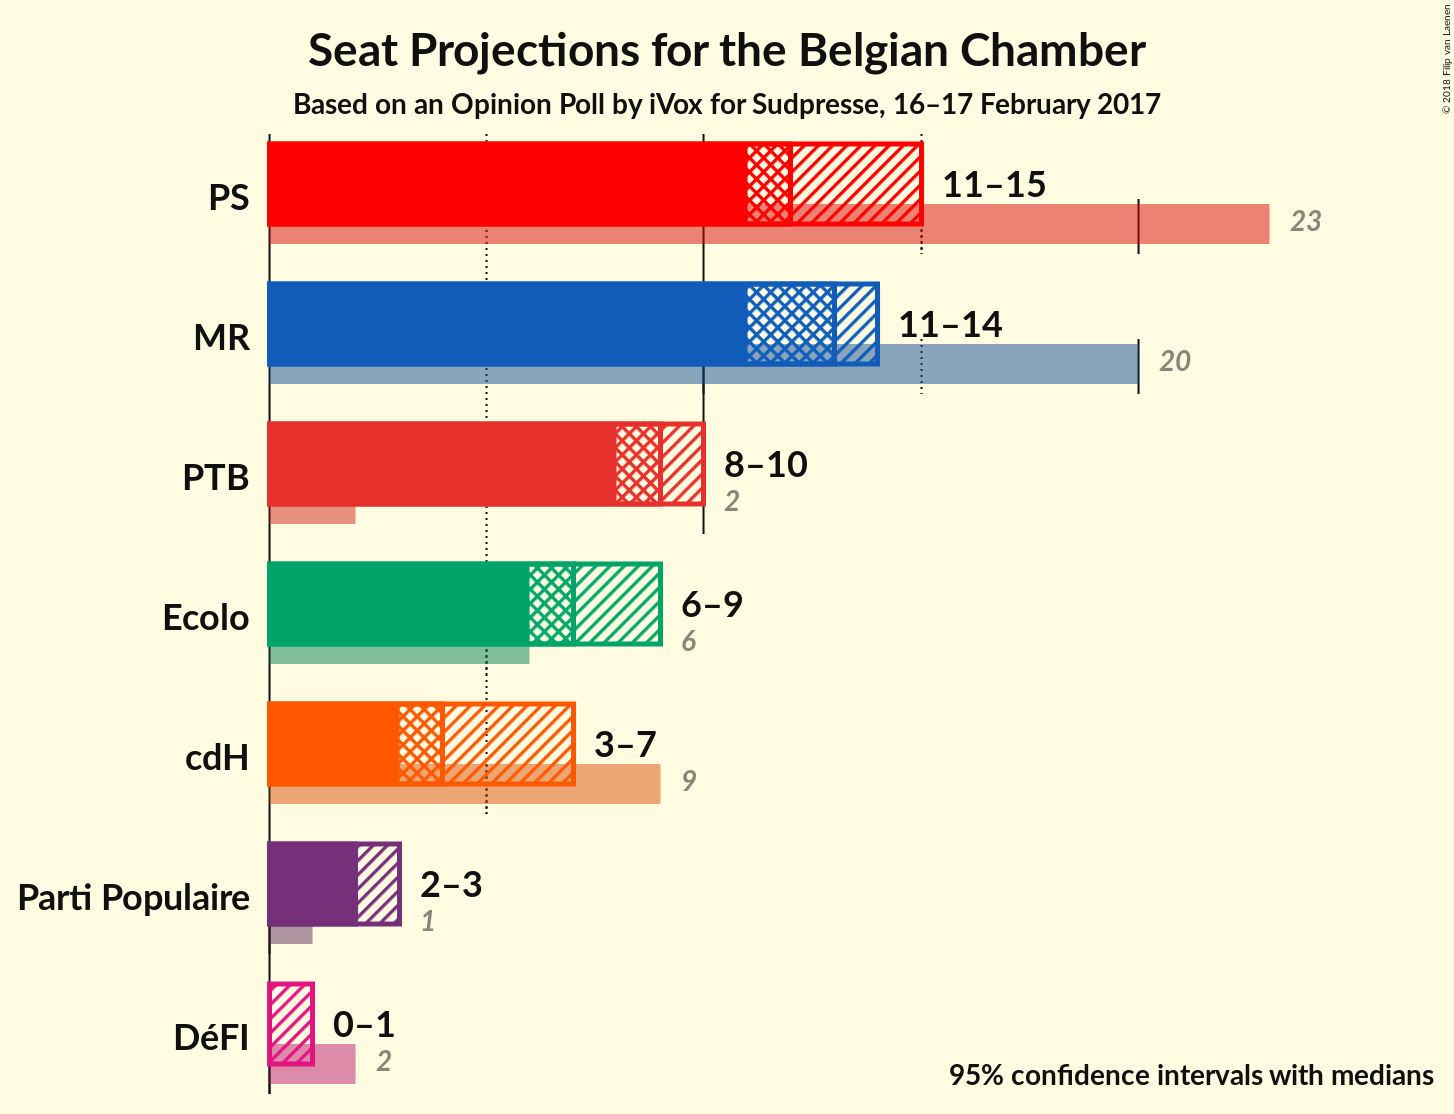 Seat Projections for the Belgian Chamber
Based on an Opinion Poll by iVox for Sudpresse, 16–17 February 2017
© 2018 Filip van Laenen
PS
11–15
23
MR
11–14
20
PTB
8–10
2
Ecolo
6–9
6
cdH
3–7
9
Parti Populaire
2–3
1
DéFI
0–1
2
95% confidence intervals with medians